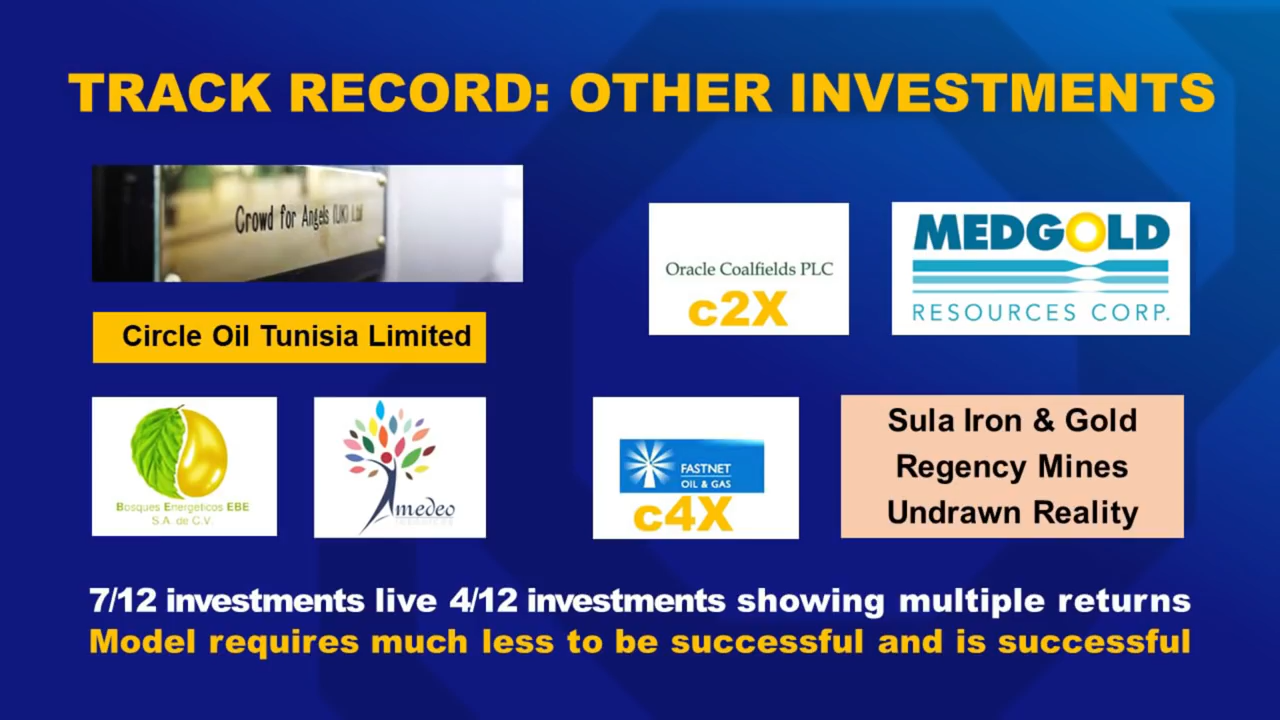 TRACK RECORD: OTHER INVESTMENTS
Crowd for Angels (UK) Ltd
Circle Oil Tunisia Limited
Bosques Energeticos EBE
S.A. de C.V.
Amedeo
Oracle Coalfields PLC
c2X
MEDGOLD
RESOURCES CORP.
FASTNET
OIL & GAS
c4X
Sula Iron & Gold
Regency Mines
Undrawn Reality
7/12 investments live 4/12 investments showing multiple returns
Model requires much less to be successful and is successful